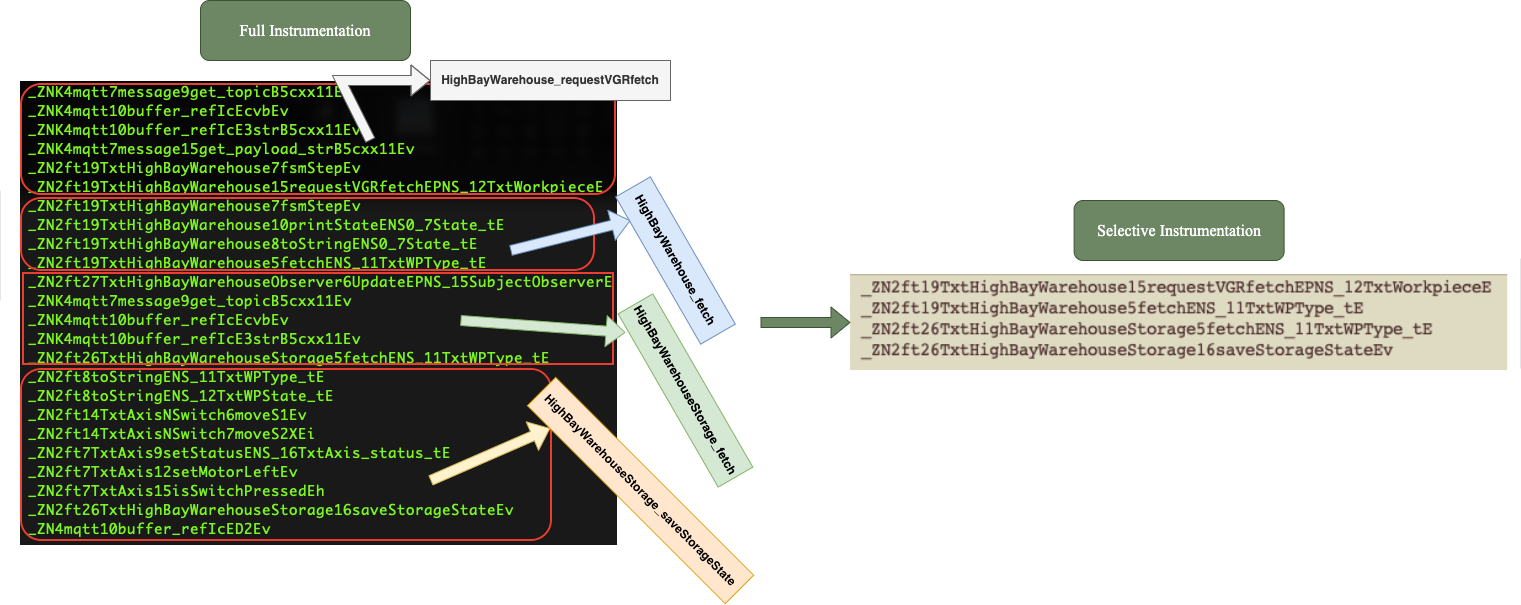 Full Instrumentation
HighBayWarehouse_requestVGRfetch
_ZNK4mqtt7message9get_topicB5cxx11E
_ZNK4mqtt10buffer_refIcEcvbEv
_ZNK4mqtt10buffer_refIcE3strB5cxx11Ev
_ZNK4mqtt7message15get_payload_strB5cxx11Ev
_ZN2ft19TxtHighBayWarehouse7fsmStepEv
_ZN2ft19TxtHighBayWarehouse15requestVGRfetchEPNS_12TxtWorkpieceE
_ZN2ft19TxtHighBayWarehouse7fsmStepEv
_ZN2ft19TxtHighBayWarehouse10printStateENS0_7State_tE
_ZN2ft19TxtHighBayWarehouse8toStringENS0_7State_tE
_ZN2ft19TxtHighBayWarehouse5fetchENS_11TxtWPType_tE
_ZN2ft27TxtHighBayWarehouseObserver6UpdateEPNS_15SubjectObserverE
_ZNK4mqtt7message9get_topicB5cxx11Ev
_ZNK4mqtt10buffer_refIcEcvbEv
_ZNK4mqtt10buffer_refIcE3strB5cxx11Ev
_ZN2ft26TxtHighBayWarehouseStorage5fetchENS_11TxtWPType_tE
_ZN2ft8toStringENS_11TxtWPType_tE
_ZN2ft8toStringENS_12TxtWPState_tE
_ZN2ft14TxtAxisNSwitch6moveS1Ev
_ZN2ft14TxtAxisNSwitch7moveS2XEi
_ZN2ft7TxtAxis9setStatusENS_16TxtAxis_status_tE
_ZN2ft7TxtAxis12setMotorLeftEv
_ZN2ft7TxtAxis15isSwitchPressedEh
_ZN2ft26TxtHighBayWarehouseStorage16saveStorageStateEv
_ZN4mqtt10buffer_refIcED2Ev
HighBayWarehouse_fetch
HighBayWarehouseStorage_fetch
HighBayWarehouseStorage_saveStorageState
Selective Instrumentation
_ZN2ft19TxtHighBayWarehouse15requestVGRfetchEPNS_12TxtWorkpieceE
_ZN2ft19TxtHighBayWarehouse5fetchENS_11TxtWPType_tE
_ZN2ft26TxtHighBayWarehouseStorage5fetchENS_11TxtWPType_tE
_ZN2ft26TxtHighBayWarehouseStorage16saveStorageStateEv